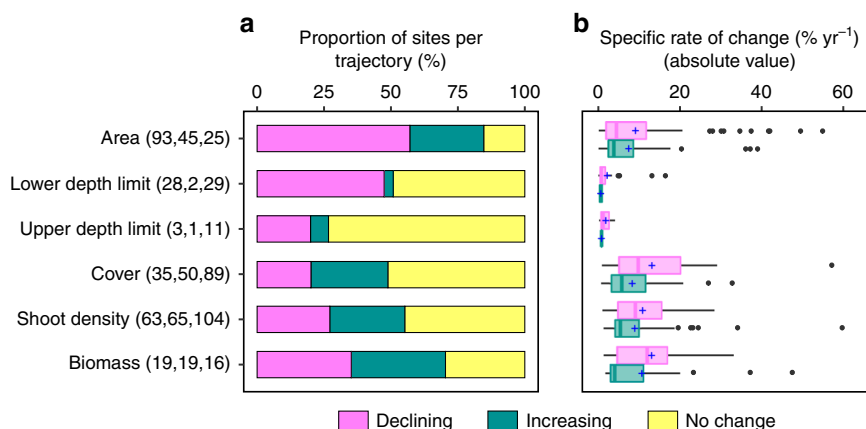 a
Proportion of sites per
trajectory (%)
0 25 50 75 100
b
Specific rate of change (% yr⁻¹)
(absolute value)
0 20 40 60
Area (93,45,25)
Lower depth limit (28,2,29)
Upper depth limit (3,1,11)
Cover (35,50,89)
Shoot density (63,65,104)
Biomass (19,19,16)
Declining Increasing No change